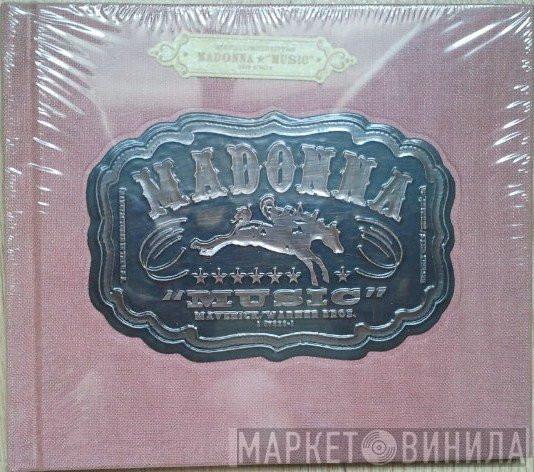 MADONNA ★ "MUSIC"
MADONNA
"MUSIC"
MAVERICK/WARNER BROS.
МАРКЕТ ВИНИЛА